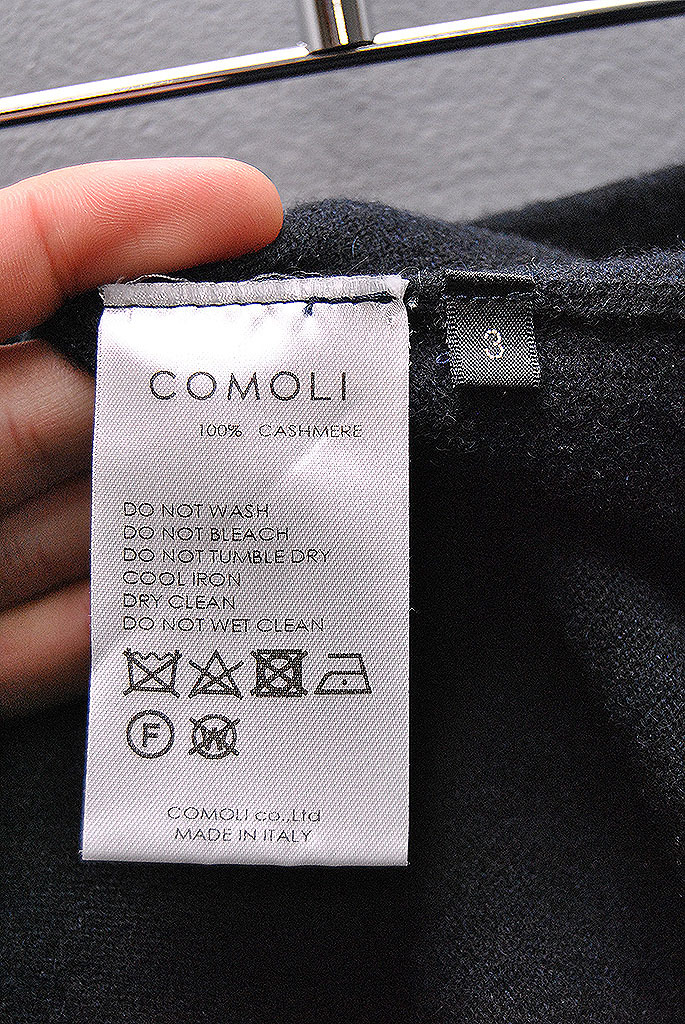 COMOLI
100% CASHMERE
3
DO NOT WASH
DO NOT BLEACH
DO NOT TUMBLE DRY
COOL IRON
DRY CLEAN
DO NOT WET CLEAN
F W
COMOLI co.,Ltd
MADE IN ITALY